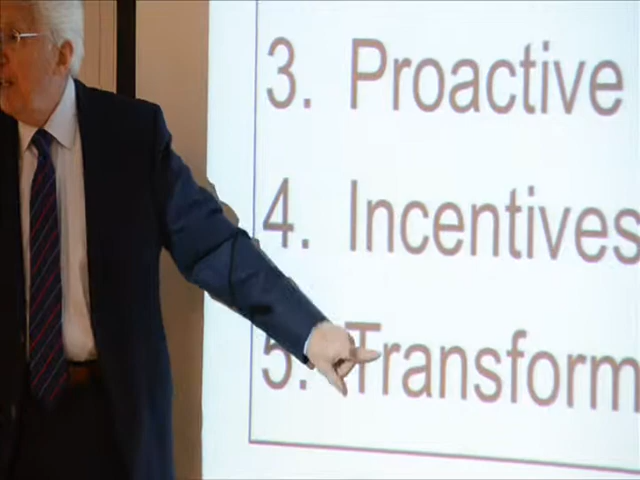 3. Proactive
4. Incentives
5. Transform